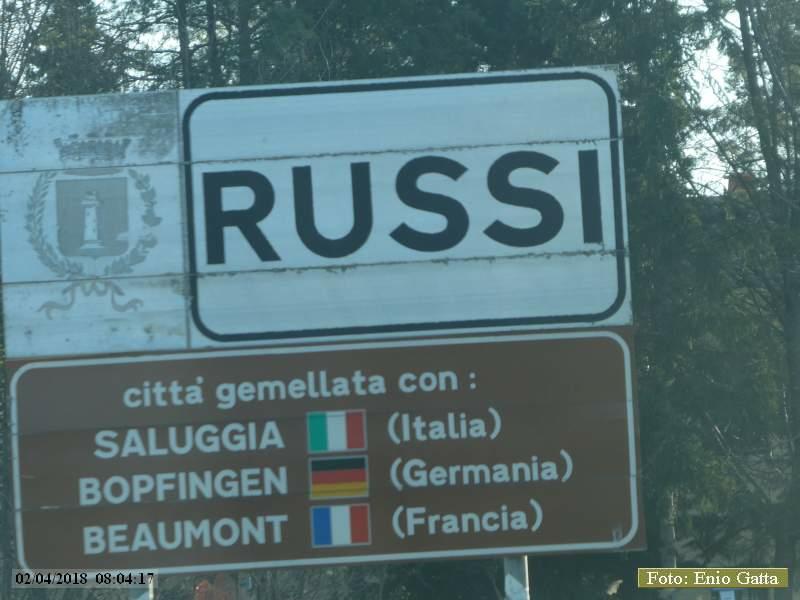 RUSSI
città gemellata con :
SALUGGIA (Italia)
BOPFINGEN (Germania)
BEAUMONT (Francia)
02/04/2018 08:04:17
Foto: Enio Gatta